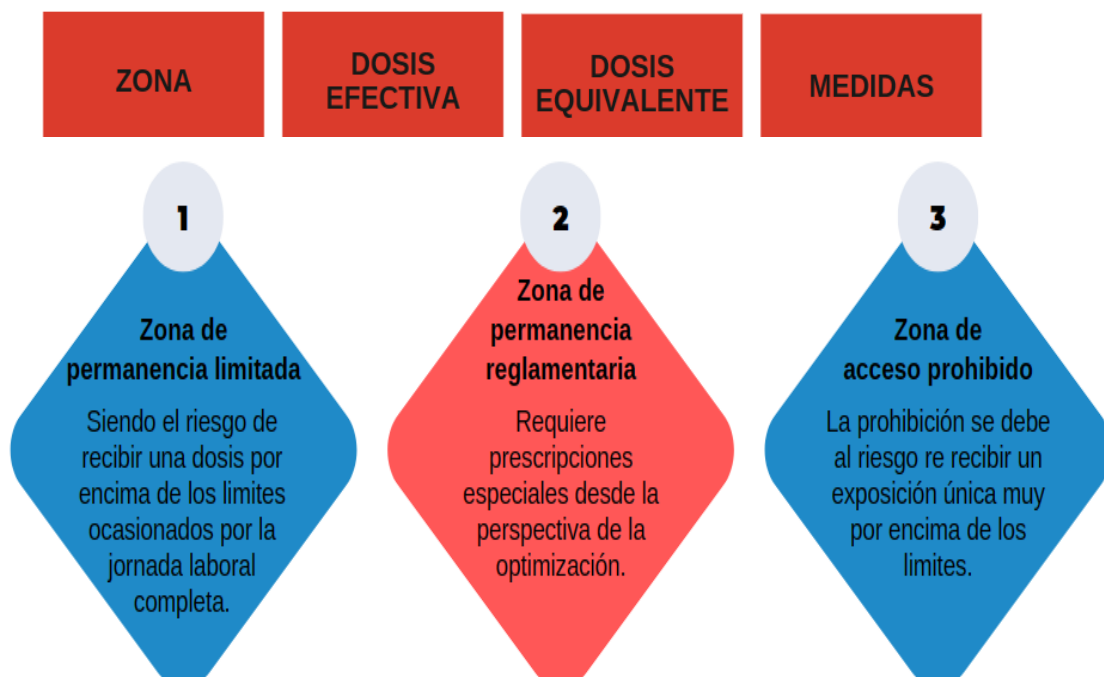 ZONA
DOSIS
EFECTIVA
DOSIS
EQUIVALENTE
MEDIDAS
1
Zona de
permanencia limitada
Siendo el riesgo de
recibir una dosis por
encima de los limites
ocasionados por la
jornada laboral
completa.
2
Zona de
permanencia
reglamentaria
Requiere
prescripciones
especiales desde la
perspectiva de la
optimización.
3
Zona de
acceso prohibido
La prohibición se debe
al riesgo re recibir un
exposición única muy
por encima de los
limites.